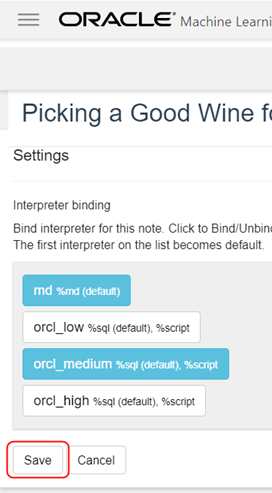 ORACLE® Machine Learni
Picking a Good Wine fo
Settings
Interpreter binding
Bind interpreter for this note. Click to Bind/Unbin
The first interpreter on the list becomes default.
md %md (default)
orcl_low %sql (default), %script
orcl_medium %sql (default), %script
orcl_high %sql (default), %script
Save Cancel